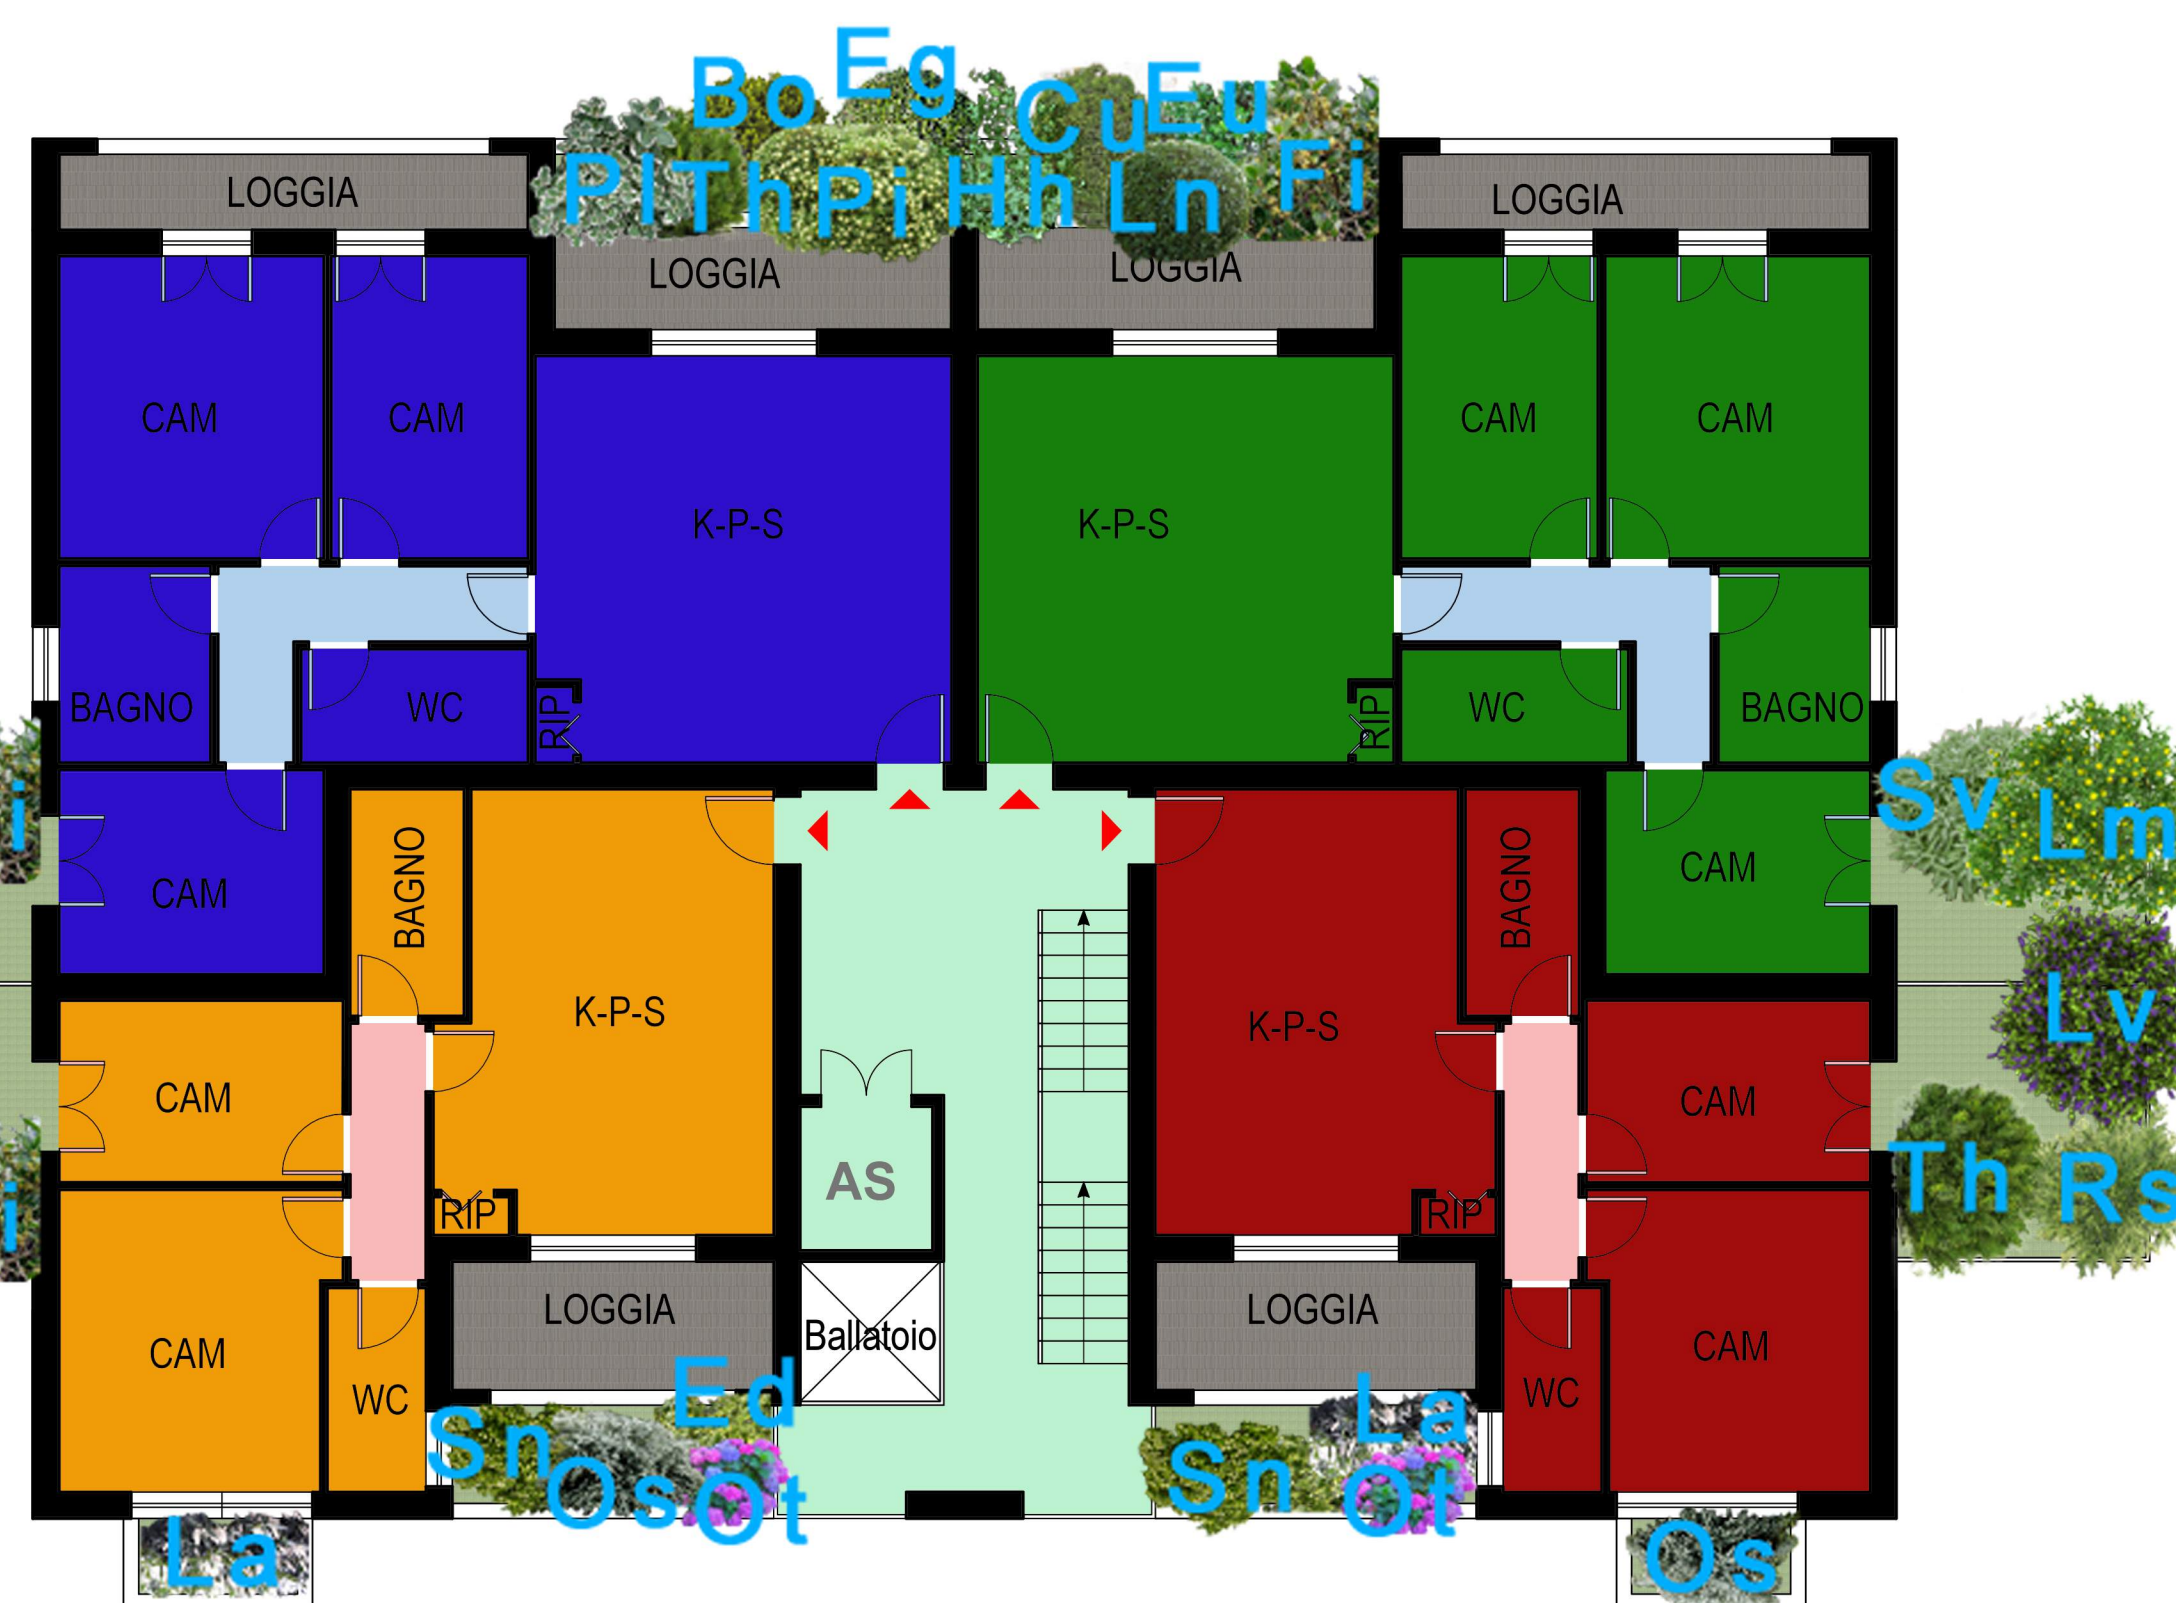 Eg
Bo
Eu
Cu
Pl
Th
Pi
Hh
Ln
Fi
LOGGIA
LOGGIA
LOGGIA
LOGGIA
CAM
CAM
CAM
CAM
K-P-S
K-P-S
BAGNO
WC
RIP
RIP
WC
BAGNO
i
Sv
Lm
CAM
BAGNO
BAGNO
CAM
K-P-S
K-P-S
Lv
CAM
CAM
AS
Th
Rs
i
RIP
RIP
LOGGIA
Ballatoio
LOGGIA
CAM
CAM
WC
WC
Ed
La
Sn
Os
Ot
Sn
Ot
La
Os